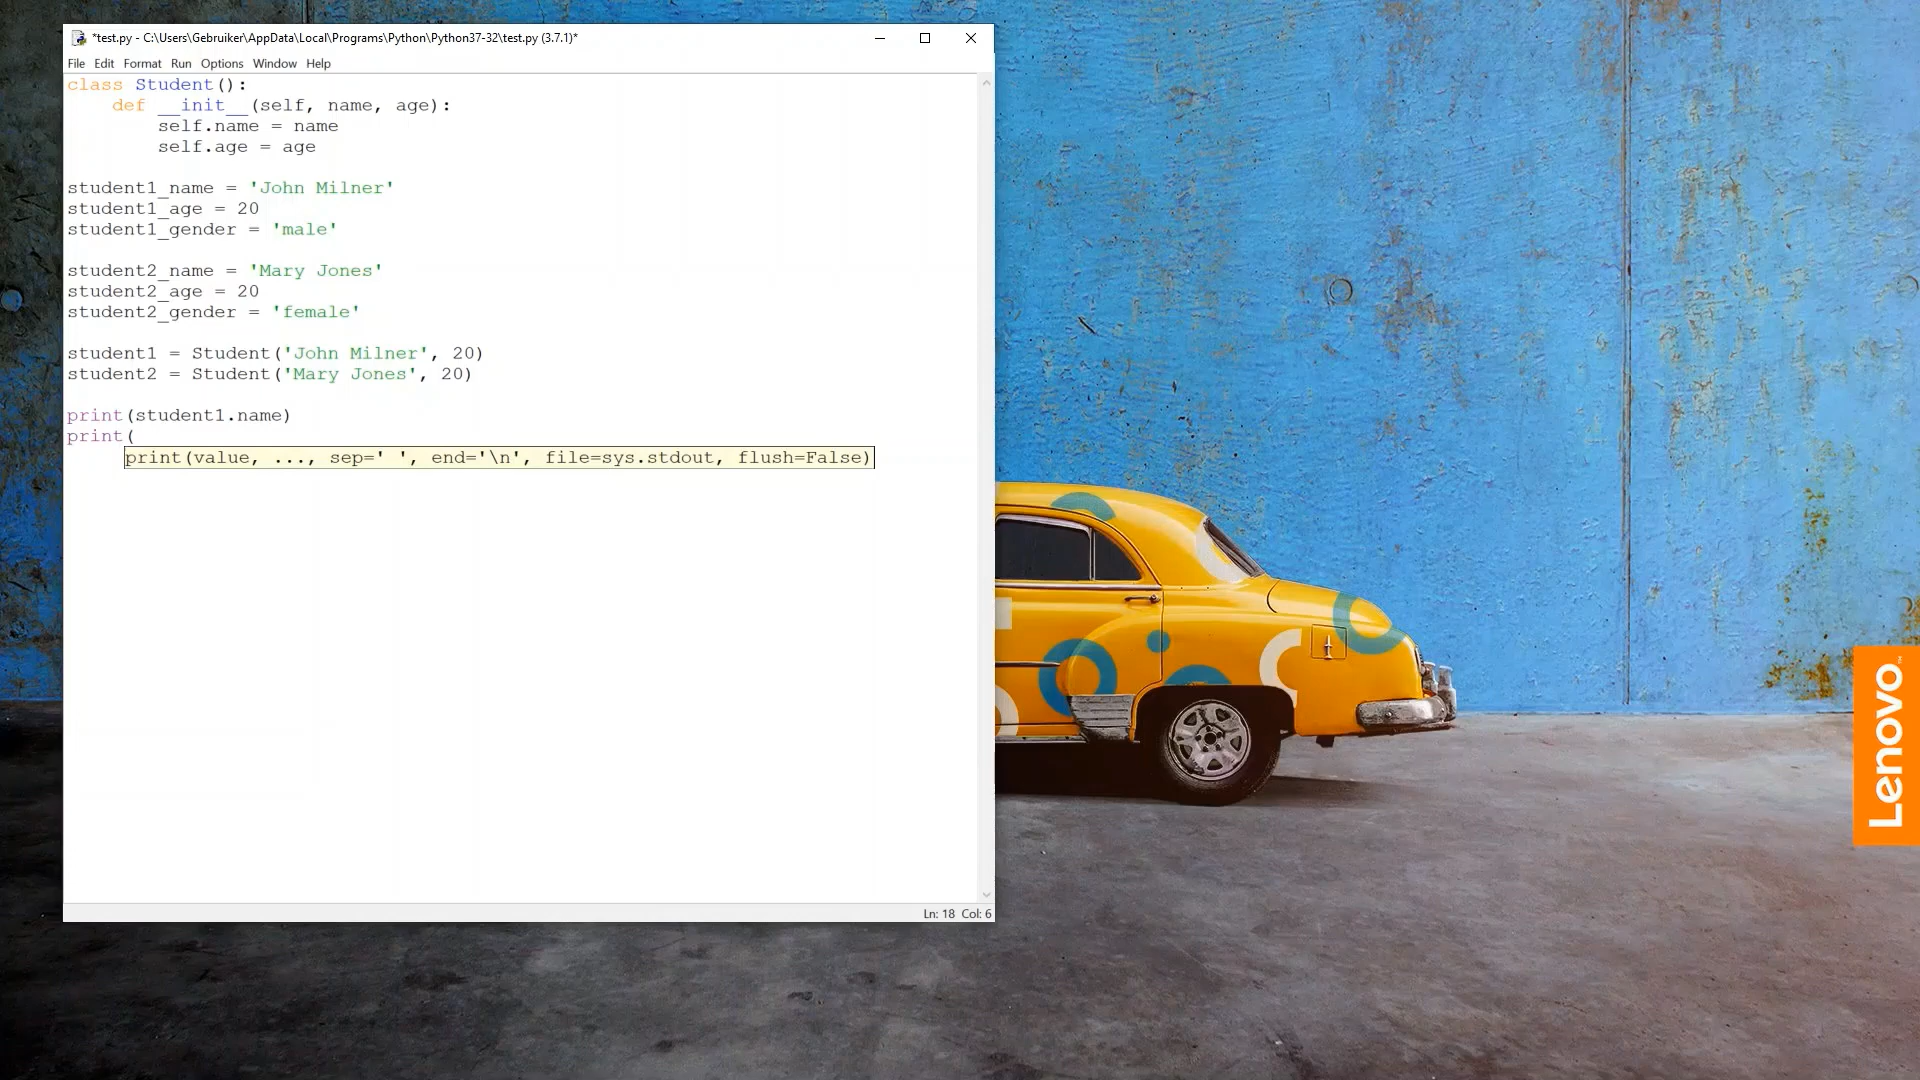 *test.py - C:\Users\Gebruiker\AppData\Local\Programs\Python\Python37-32\test.py (3.7.1)*
File Edit Format Run Options Window Help
class Student():
    def __init__(self, name, age):
        self.name = name
        self.age = age
student1_name = 'John Milner'
student1_age = 20
student1_gender = 'male'
student2_name = 'Mary Jones'
student2_age = 20
student2_gender = 'female'
student1 = Student('John Milner', 20)
student2 = Student('Mary Jones', 20)
print(student1.name)
print(
print(value, ..., sep=' ', end='\n', file=sys.stdout, flush=False)
Ln: 18 Col: 6
Lenovo